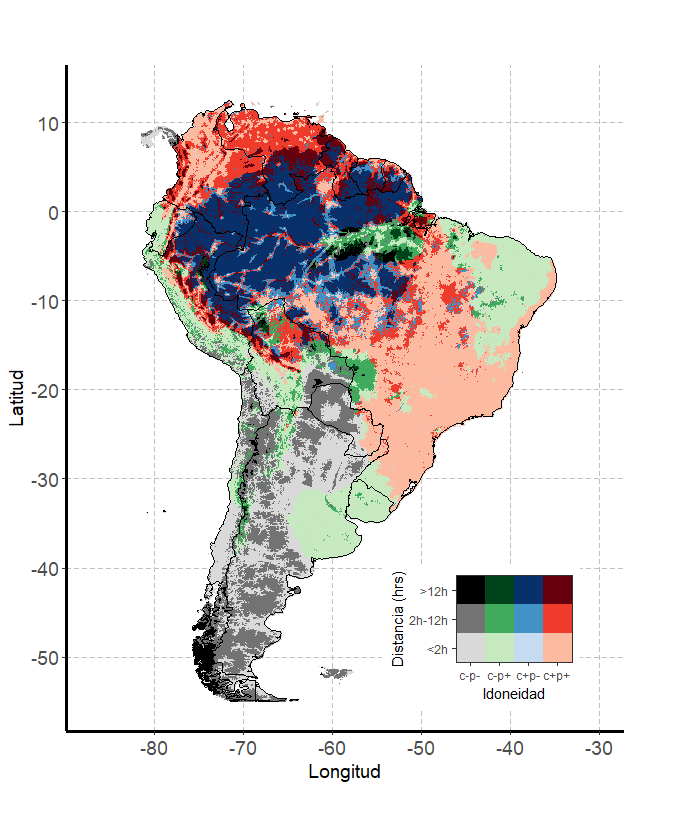 10
0
-10
-20
-30
-40
-50
Latitud
-80 -70 -60 -50 -40 -30
Longitud
Distancia (hrs)
>12h
2h-12h
<2h
c-p- c-p+ c+p- c+p+
Idoneidad